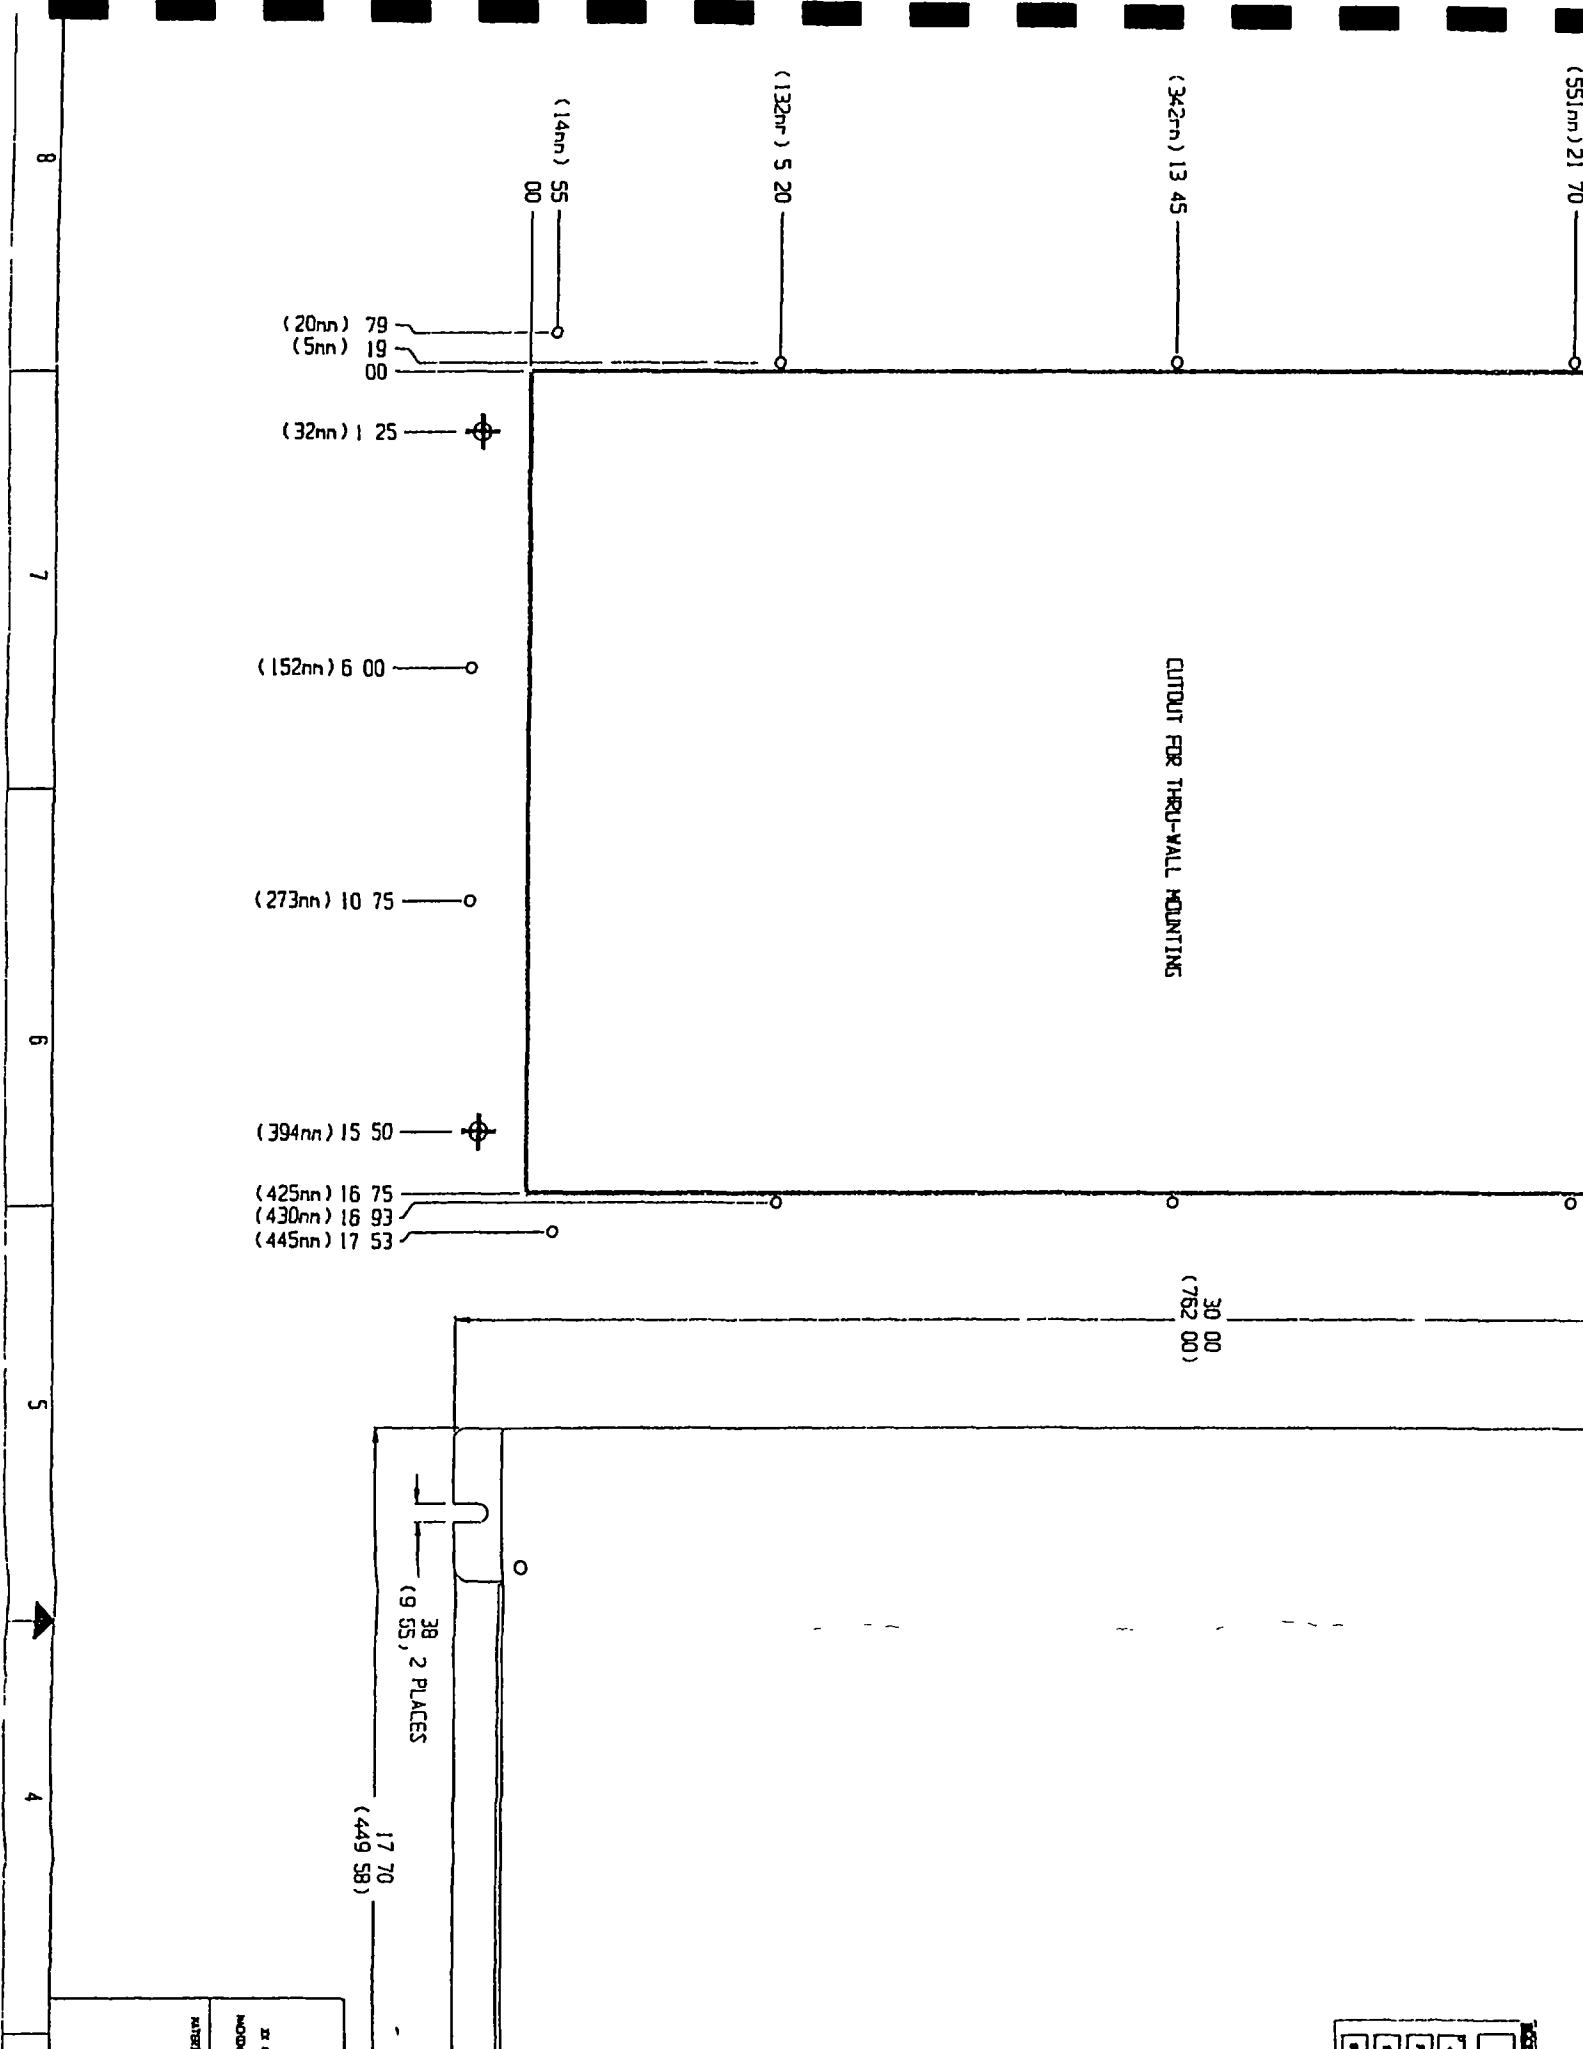 8
7
6
5
4
(14mm) 55
00
(132mm) 5 20
(342mm) 13 45
(551mm) 21 70
(20mm) 79
(5mm) 19
00
(32mm) 1 25
(152mm) 6 00
(273mm) 10 75
(394mm) 15 50
(425mm) 16 75
(430mm) 16 93
(445mm) 17 53
CUTOUT FOR THRU-WALL MOUNTING
30 00
(762 00)
38
2 PLACES
17 70
(449 58)